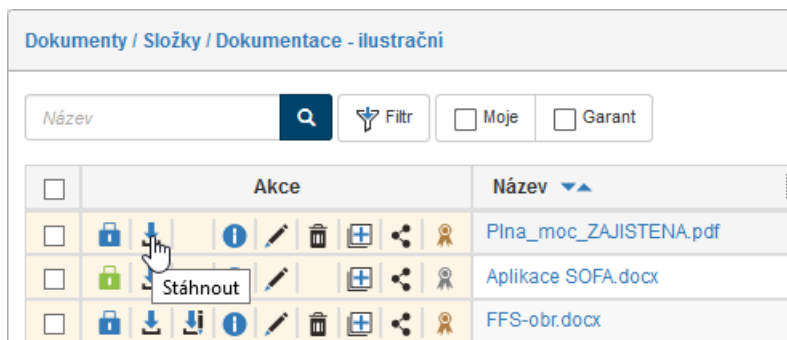 Dokumenty / Složky / Dokumentace - ilustrační
Název Filtr Moje Garant
Akce Název
Plna_moc_ZAJISTENA.pdf
Aplikace SOFA.docx
Stáhnout
FFS-obr.docx